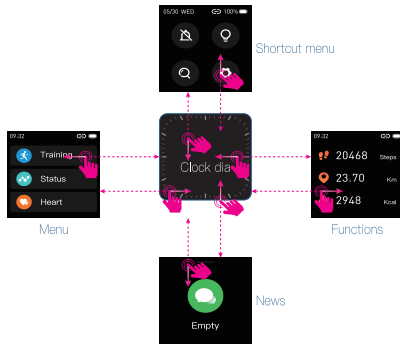 05/30 WED 100%
Shortcut menu
09:32
Training
Status
Heart
Menu
Clock dia
09:32
20468 Steps
23.70 Km
2948 Kcal
Functions
Empty
News